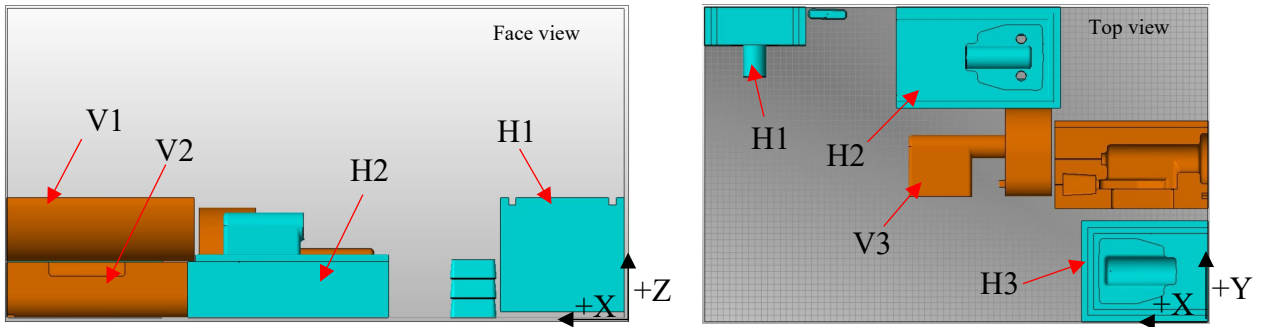 Face view
V1
V2
H2
H1
+X
+Z
Top view
H1
H2
V3
H3
+X
+Y